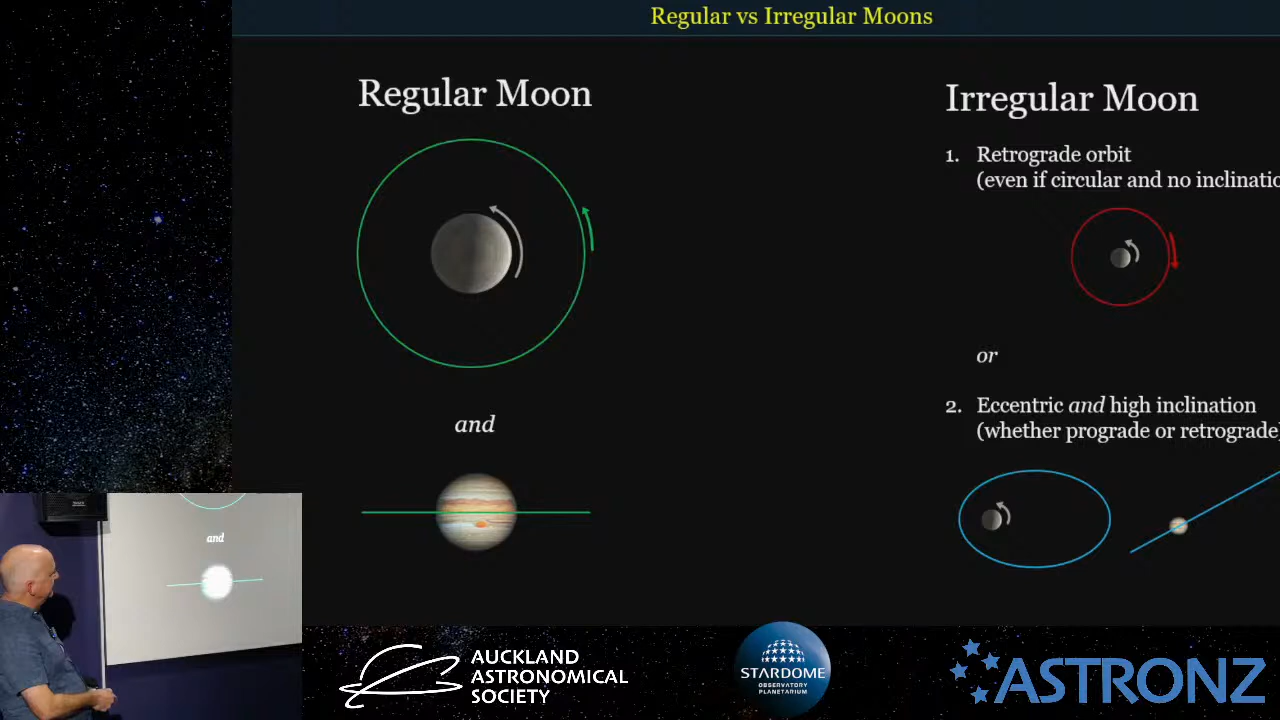 Regular vs Irregular Moons
Regular Moon
and
Irregular Moon
1. Retrograde orbit
(even if circular and no inclinatio
or
2. Eccentric and high inclination
(whether prograde or retrograde)
and
AUCKLAND
ASTRONOMICAL
SOCIETY
STARDOME
OBSERVATORY
PLANETARIUM
ASTRONZ